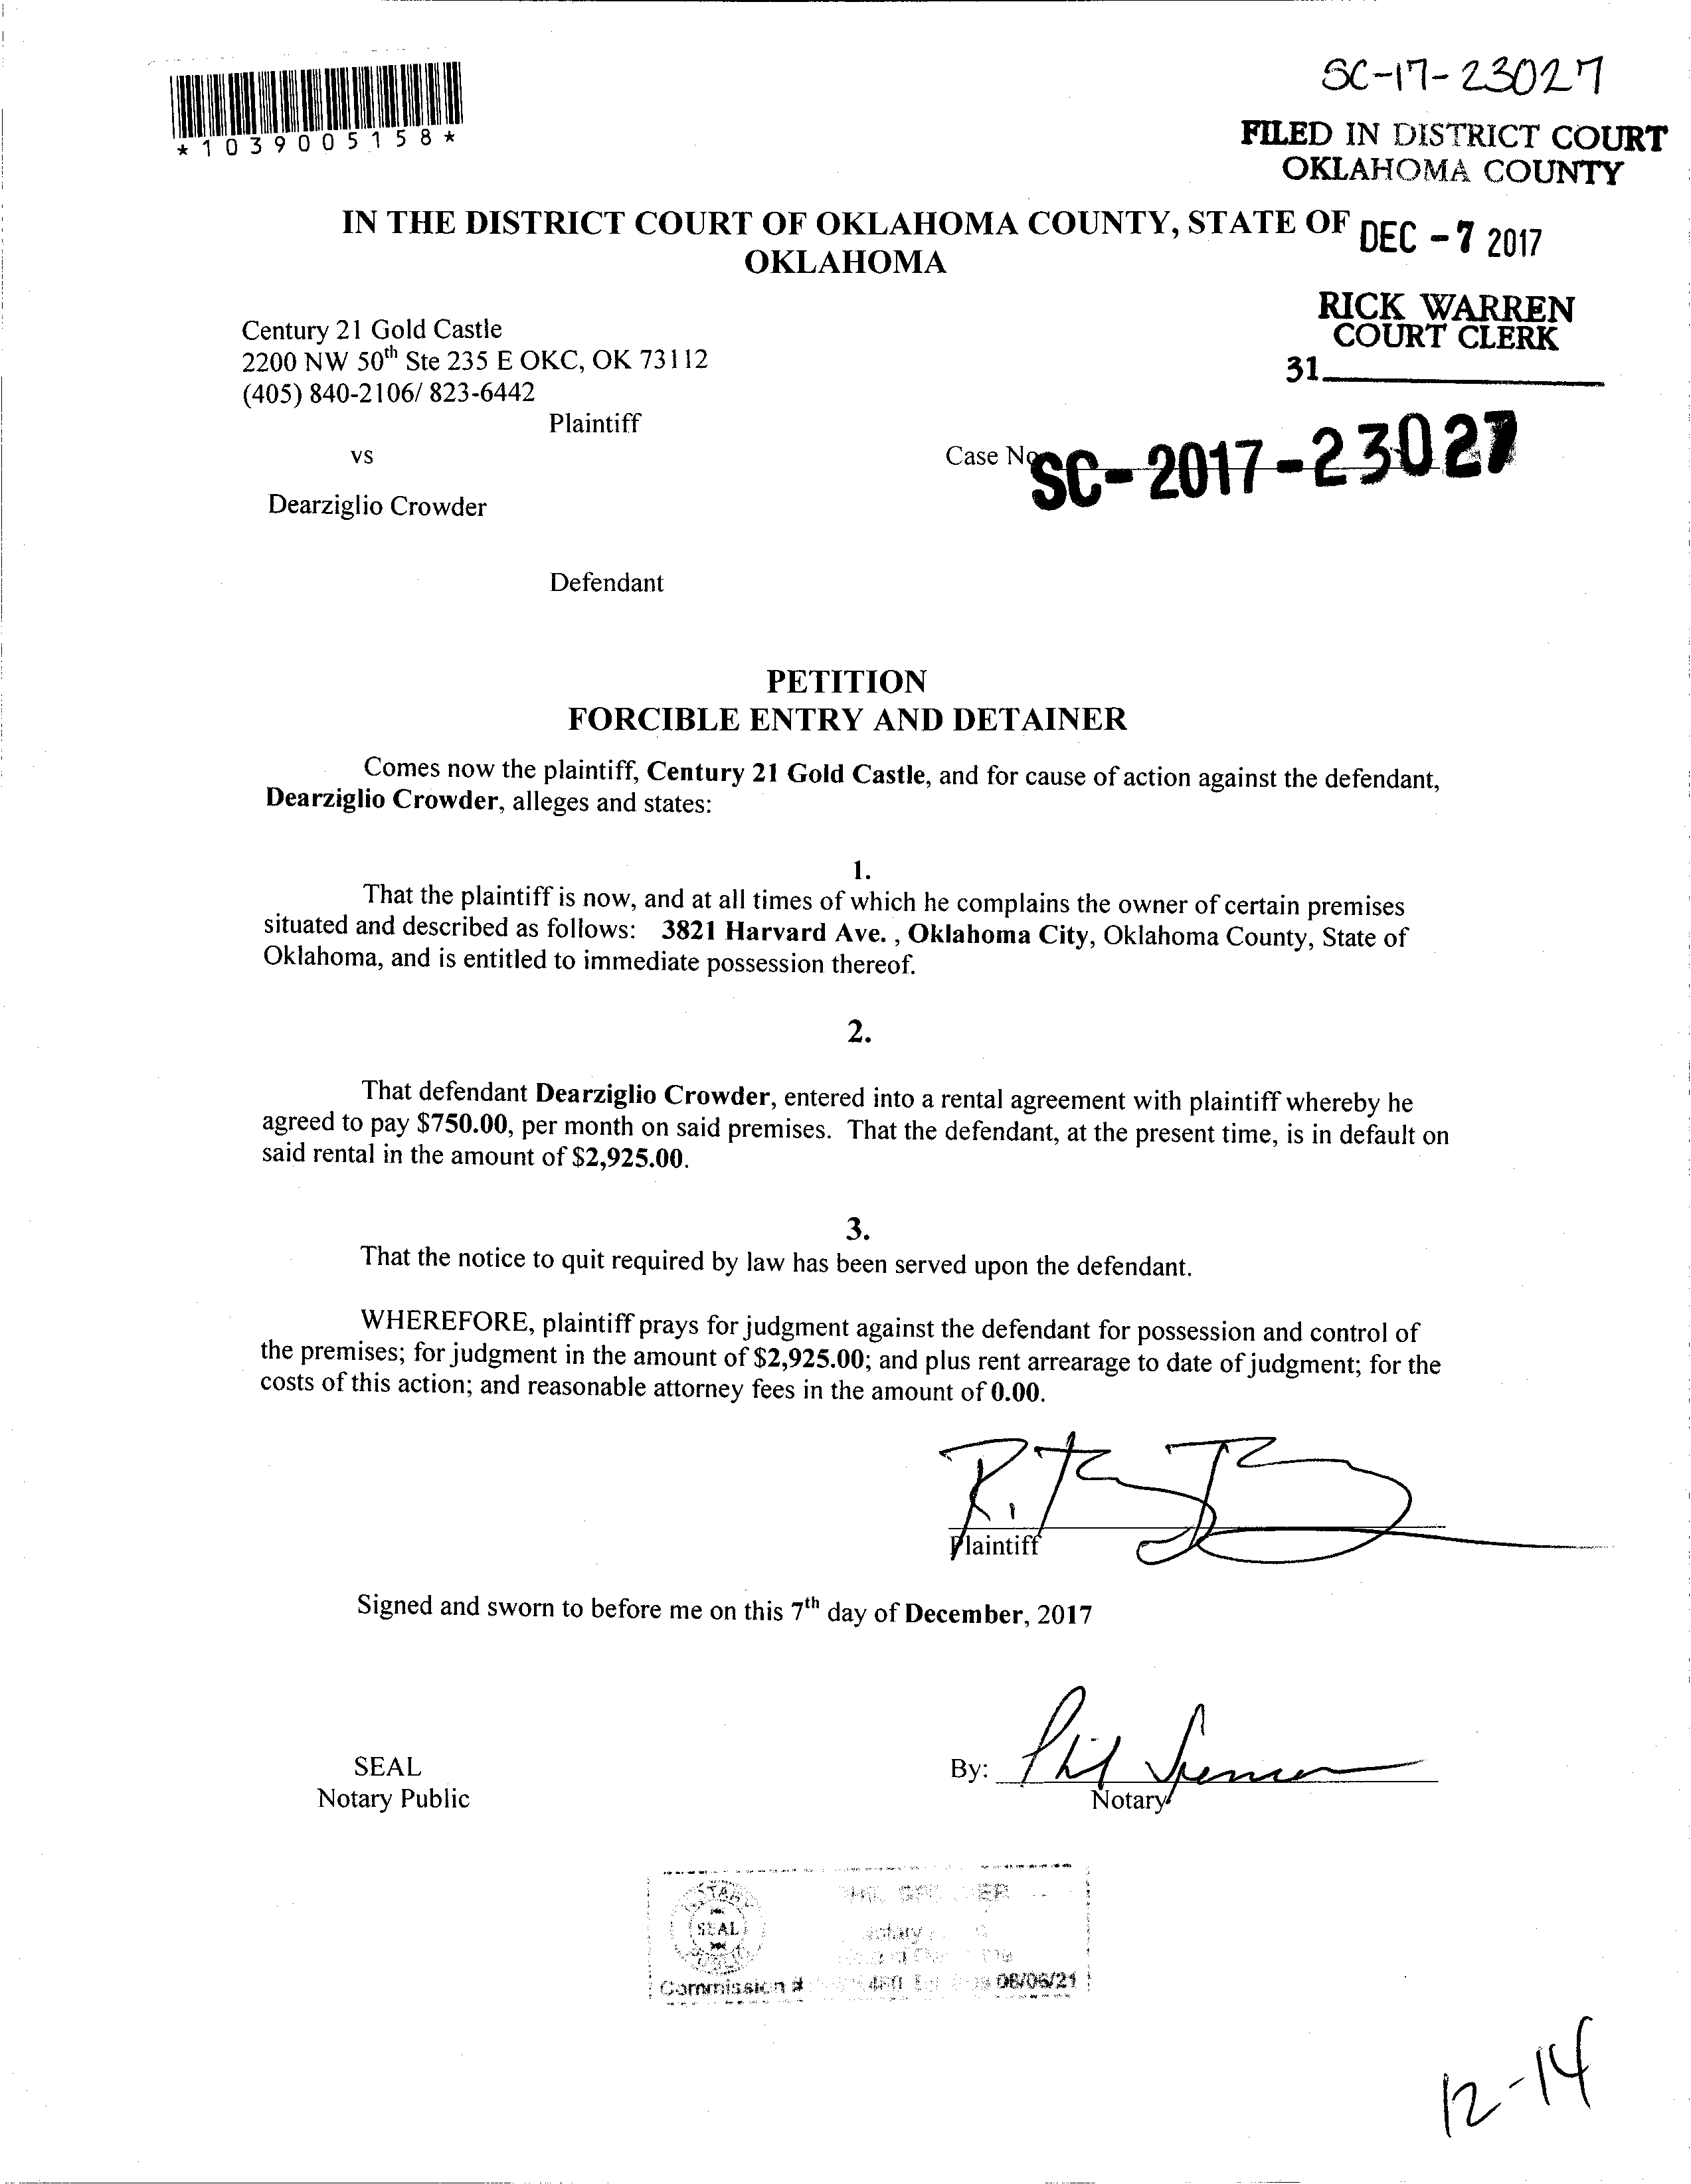 SC-17-23027
*1039005158*
FILED IN DISTRICT COURT
OKLAHOMA COUNTY
IN THE DISTRICT COURT OF OKLAHOMA COUNTY, STATE OF
OKLAHOMA
DEC -7 2017
RICK WARREN
COURT CLERK
31
Century 21 Gold Castle
2200 NW 50th Ste 235 E OKC, OK 73112
(405) 840-2106/ 823-6442
Plaintiff
vs
Case No
SC-2017-23027
Dearziglio Crowder
Defendant
PETITION
FORCIBLE ENTRY AND DETAINER
Comes now the plaintiff, Century 21 Gold Castle, and for cause of action against the defendant,
Dearziglio Crowder, alleges and states:
1.
That the plaintiff is now, and at all times of which he complains the owner of certain premises
situated and described as follows: 3821 Harvard Ave. , Oklahoma City, Oklahoma County, State of
Oklahoma, and is entitled to immediate possession thereof.
2.
That defendant Dearziglio Crowder, entered into a rental agreement with plaintiff whereby he
agreed to pay $750.00, per month on said premises. That the defendant, at the present time, is in default on
said rental in the amount of $2,925.00.
3.
That the notice to quit required by law has been served upon the defendant.
WHEREFORE, plaintiff prays for judgment against the defendant for possession and control of
the premises; for judgment in the amount of $2,925.00; and plus rent arrearage to date of judgment; for the
costs of this action; and reasonable attorney fees in the amount of 0.00.
Plaintiff
Signed and sworn to before me on this 7th day of December, 2017
SEAL
Notary Public
By: Phil Spencer
Notary
SEAL
Commission # 08/06/21
12-14